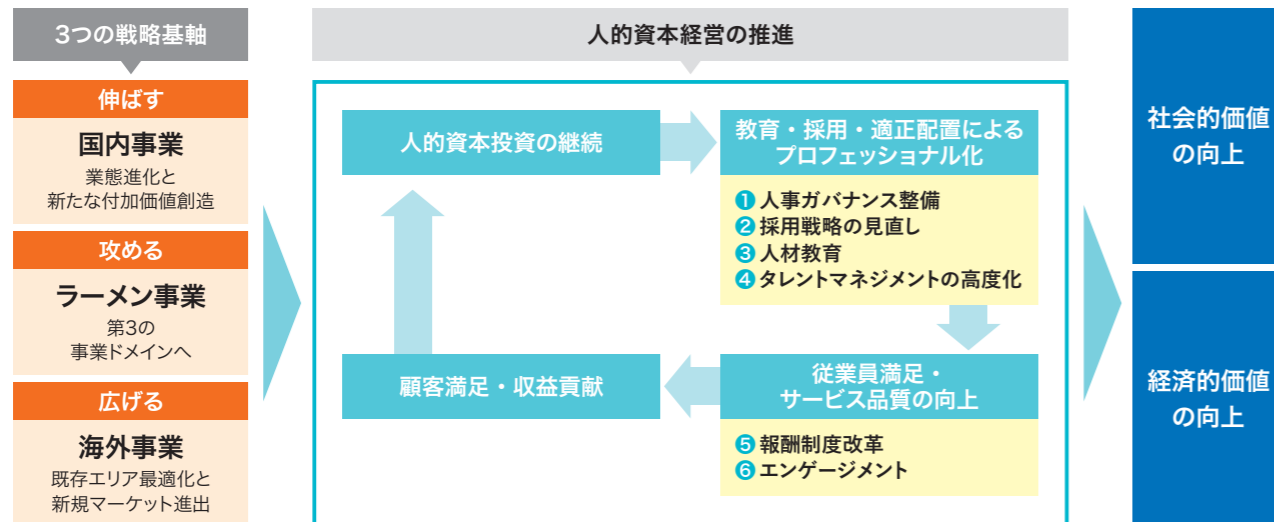 3つの戦略基軸
伸ばす
国内事業
業態進化と
新たな付加価値創造
攻める
ラーメン事業
第3の
事業ドメインへ
広げる
海外事業
既存エリア最適化と
新規マーケット進出
人的資本経営の推進
人的資本投資の継続
教育・採用・適正配置による
プロフェッショナル化
❶人事ガバナンス整備
❷採用戦略の見直し
❸人材教育
❹タレントマネジメントの高度化
従業員満足・
サービス品質の向上
❺報酬制度改革
❻エンゲージメント
顧客満足・収益貢献
社会的価値
の向上
経済的価値
の向上